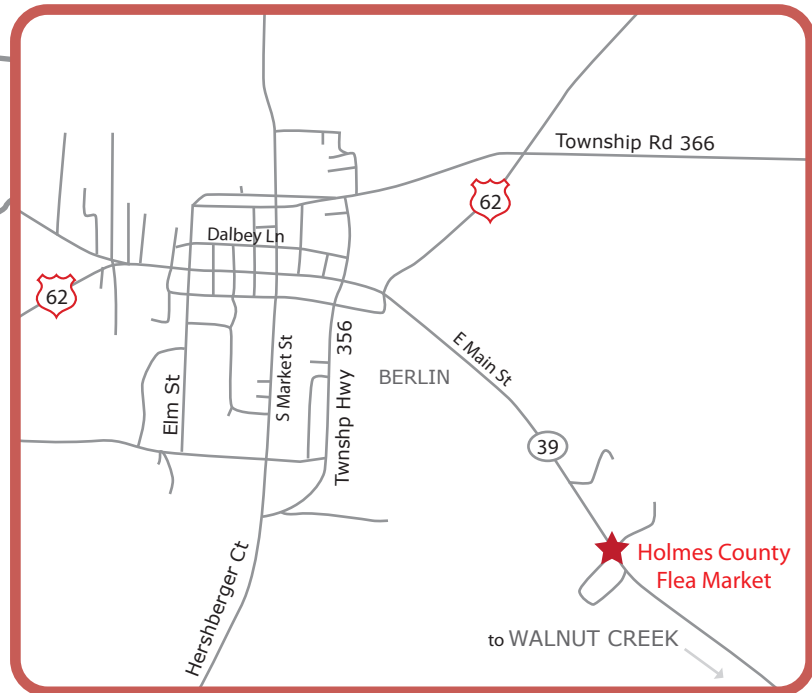 Township Rd 366
62
Dalbey Ln
62
E Main St
Twnshp Hwy 356
S Market St
BERLIN
Elm St
39
Holmes County
Flea Market
Hershberger Ct
to WALNUT CREEK